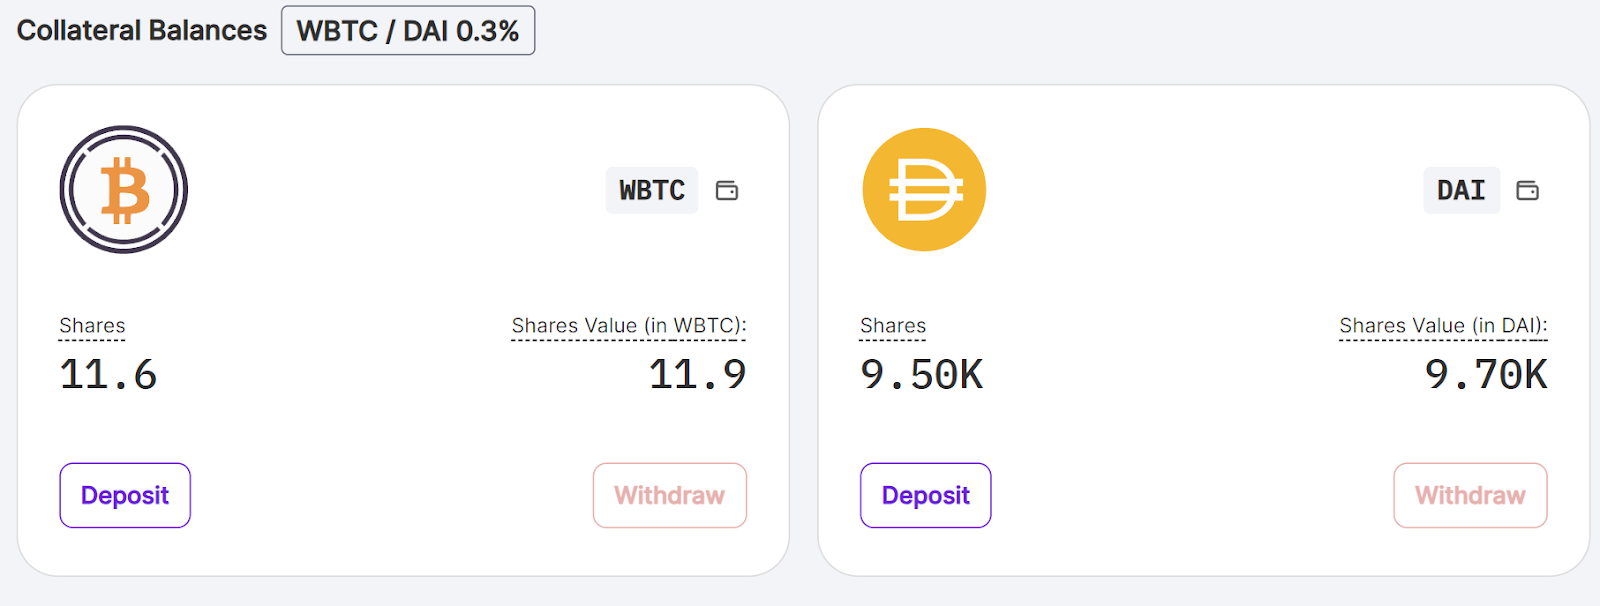 Collateral Balances WBTC / DAI 0.3%
WBTC
Shares Shares Value (in WBTC):
11.6 11.9
Deposit Withdraw
DAI
Shares Shares Value (in DAI):
9.50K 9.70K
Deposit Withdraw